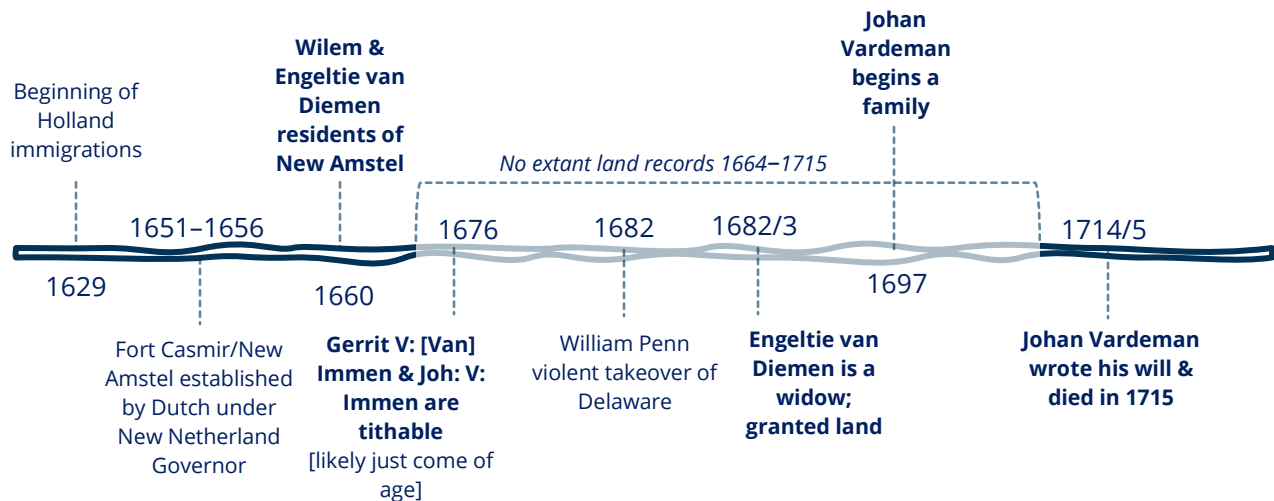 Beginning of
Holland
immigrations
1629
1651–1656
Fort Casmir/New
Amstel established
by Dutch under
New Netherland
Governor
Wilem &
Engeltie van
Diemen
residents of
New Amstel
1660
No extant land records 1664–1715
1676
Gerrit V: [Van]
Immen & Joh: V:
Immen are
tithable
[likely just come of
age]
1682
William Penn
violent takeover of
Delaware
1682/3
Engeltie van
Diemen is a
widow;
granted land
Johan
Vardeman
begins a
family
1697
1714/5
Johan Vardeman
wrote his will &
died in 1715